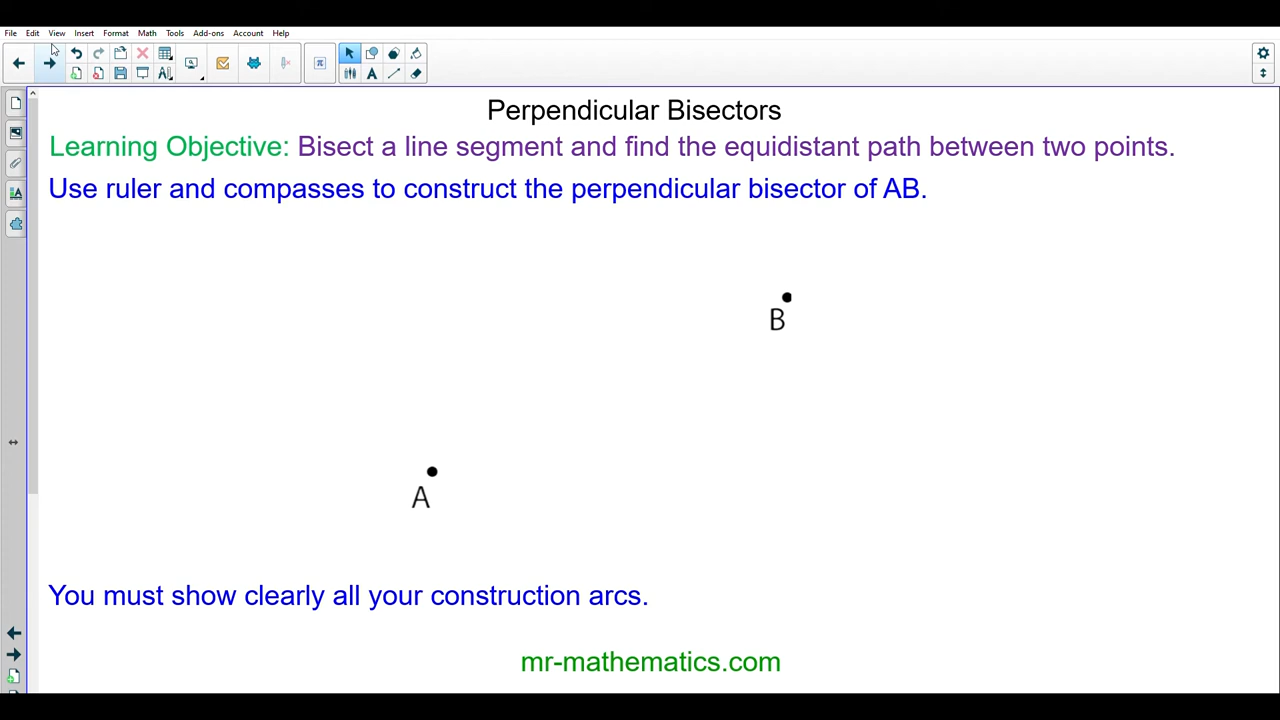 File Edit View Insert Format Math Tools Add-ons Account Help
Perpendicular Bisectors
Learning Objective: Bisect a line segment and find the equidistant path between two points.
Use ruler and compasses to construct the perpendicular bisector of AB.
B
A
You must show clearly all your construction arcs.
mr-mathematics.com